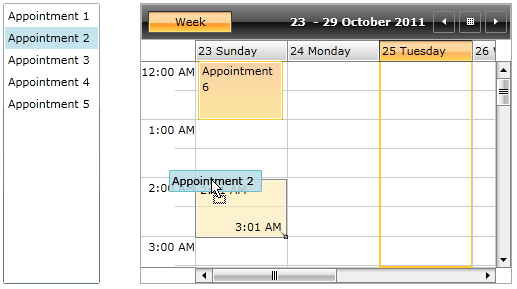 Appointment 1
Appointment 2
Appointment 3
Appointment 4
Appointment 5
Week
23 - 29 October 2011
23 Sunday
24 Monday
25 Tuesday
26
12:00 AM
Appointment
6
1:00 AM
2:00 AM
Appointment 2
3:01 AM
3:00 AM